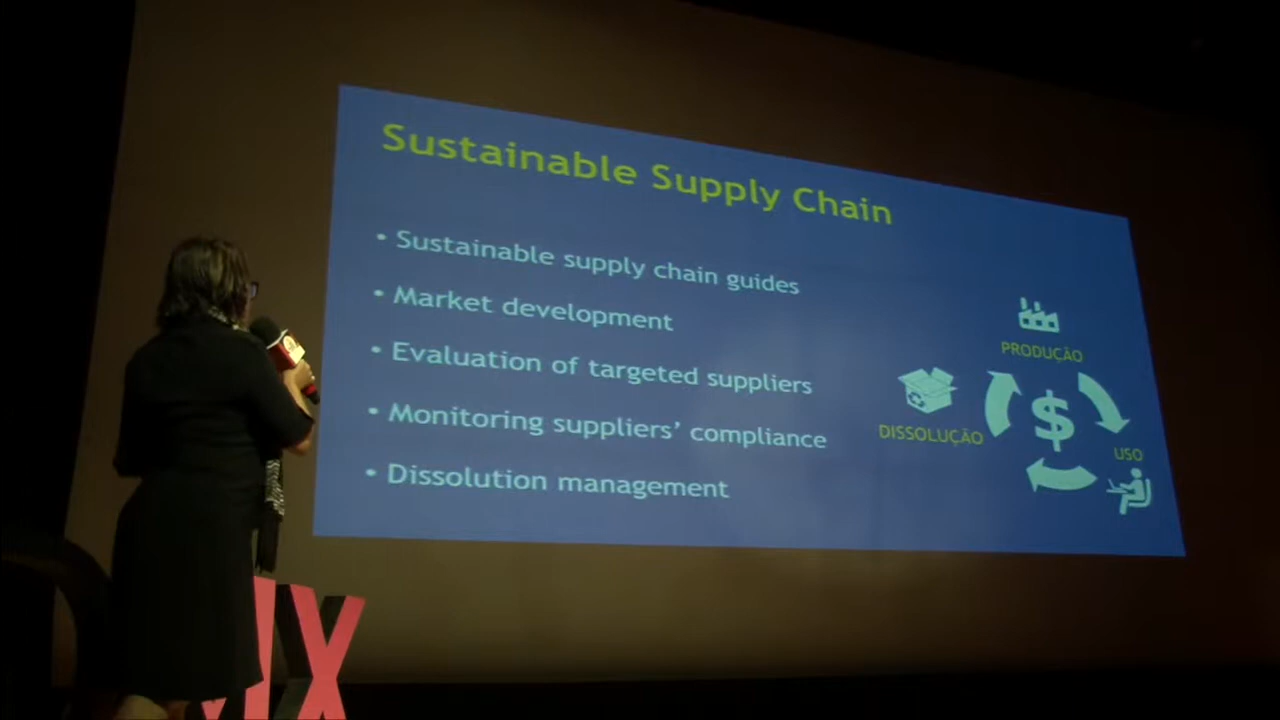 Sustainable Supply Chain
• Sustainable supply chain guides
• Market development
• Evaluation of targeted suppliers
• Monitoring suppliers’ compliance
• Dissolution management
PRODUÇÃO
DISSOLUÇÃO
$
USO
X